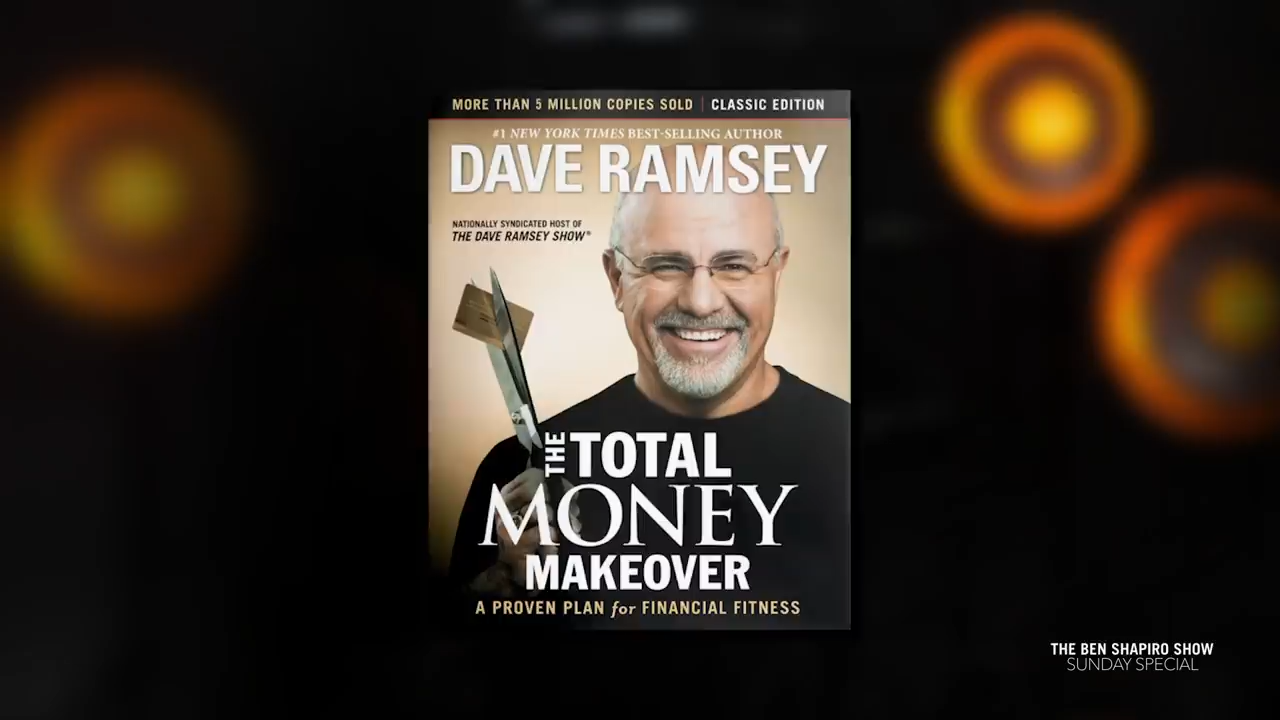 MORE THAN 5 MILLION COPIES SOLD | CLASSIC EDITION
#1 NEW YORK TIMES BEST-SELLING AUTHOR
DAVE RAMSEY
NATIONALLY SYNDICATED HOST OF
THE DAVE RAMSEY SHOW®
THE TOTAL
MONEY
MAKEOVER
A PROVEN PLAN for FINANCIAL FITNESS
THE BEN SHAPIRO SHOW
SUNDAY SPECIAL